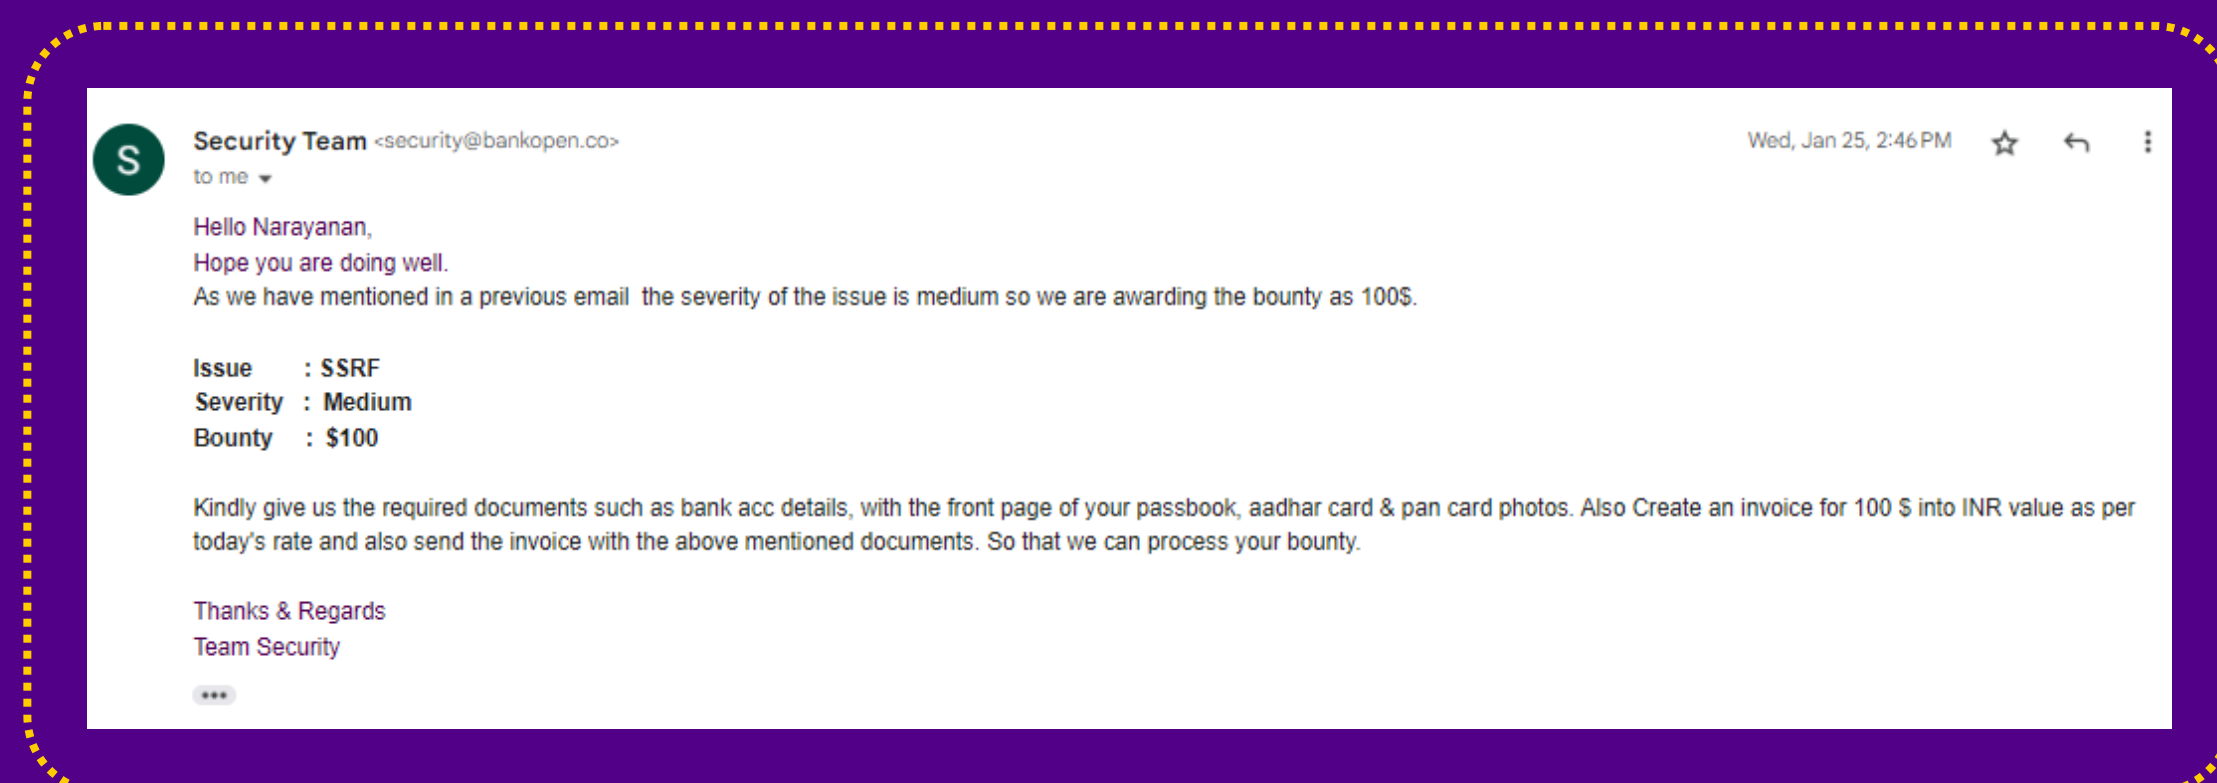 S
Security Team <security@bankopen.co>
Wed, Jan 25, 2:46 PM
to me
Hello Narayanan,
Hope you are doing well.
As we have mentioned in a previous email  the severity of the issue is medium so we are awarding the bounty as 100$.
Issue : SSRF
Severity : Medium
Bounty : $100
Kindly give us the required documents such as bank acc details, with the front page of your passbook, aadhar card & pan card photos. Also Create an invoice for 100 $ into INR value as per
today's rate and also send the invoice with the above mentioned documents. So that we can process your bounty.
Thanks & Regards
Team Security